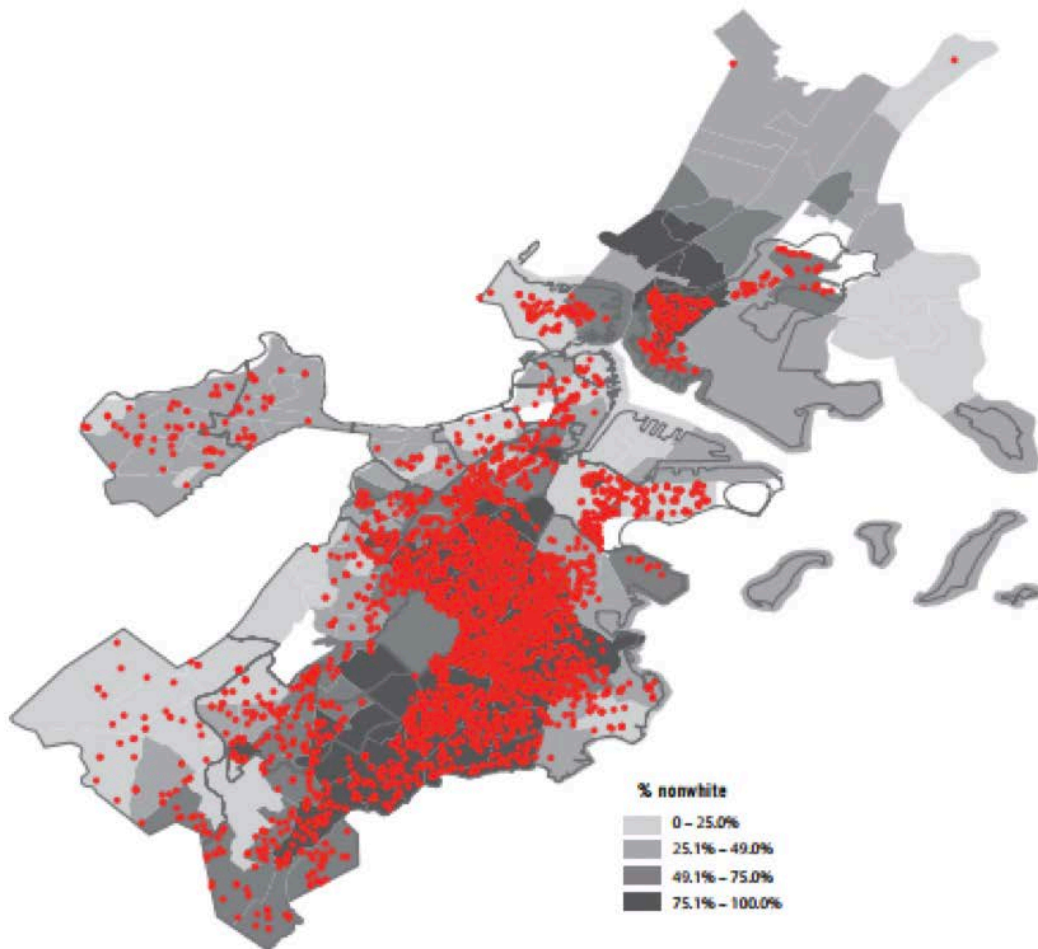 % nonwhite
0 – 25.0%
25.1% – 49.0%
49.1% – 75.0%
75.1% – 100.0%